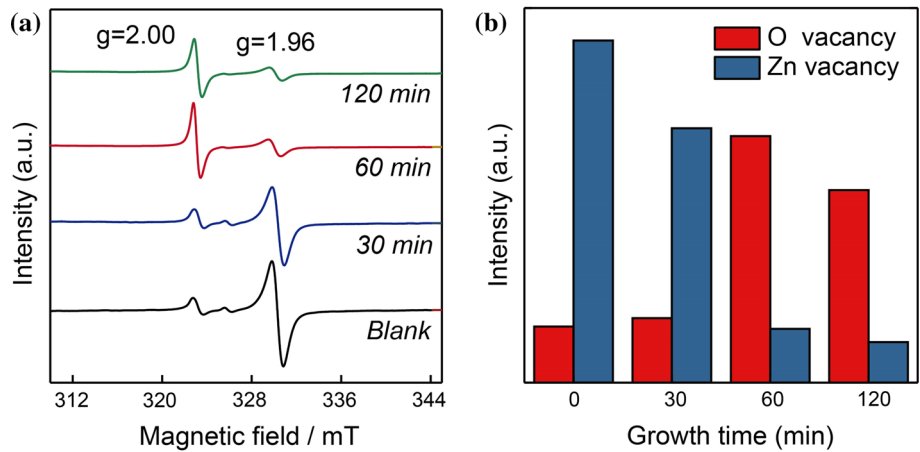 (a)
g=2.00
g=1.96
120 min
60 min
30 min
Blank
Intensity (a.u.)
312 320 328 336 344
Magnetic field / mT
(b)
O vacancy
Zn vacancy
Intensity (a.u.)
0 30 60 120
Growth time (min)